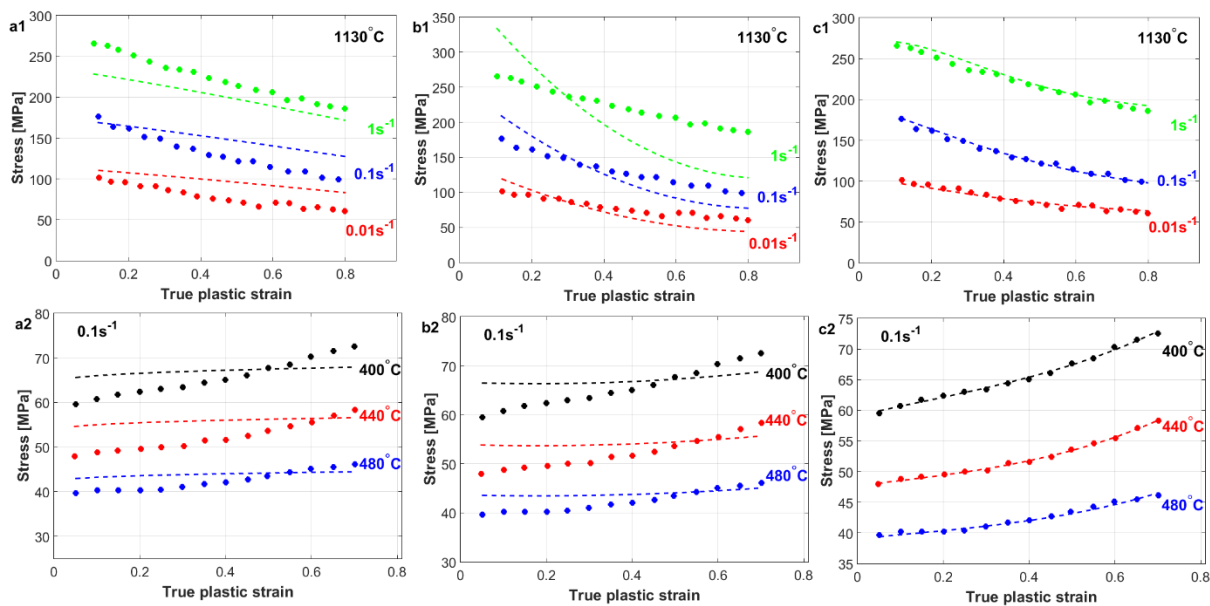 a1
1130°C
Stress [MPa]
300
250
200
150
100
50
0
1s⁻¹
0.1s⁻¹
0.01s⁻¹
0
0.2
0.4
0.6
0.8
True plastic strain
b1
1130°C
Stress [MPa]
350
300
250
200
150
100
50
0
1s⁻¹
0.1s⁻¹
0.01s⁻¹
0
0.2
0.4
0.6
0.8
True plastic strain
c1
1130°C
Stress [MPa]
300
250
200
150
100
50
0
1s⁻¹
0.1s⁻¹
0.01s⁻¹
0
0.2
0.4
0.6
0.8
True plastic strain
a2
0.1s⁻¹
Stress [MPa]
80
70
60
50
40
30
400°C
440°C
480°C
0
0.2
0.4
0.6
0.8
True plastic strain
b2
0.1s⁻¹
Stress [MPa]
80
70
60
50
40
30
400°C
440°C
480°C
0
0.2
0.4
0.6
0.8
True plastic strain
c2
0.1s⁻¹
Stress [MPa]
75
70
65
60
55
50
45
40
35
400°C
440°C
480°C
0
0.2
0.4
0.6
0.8
True plastic strain